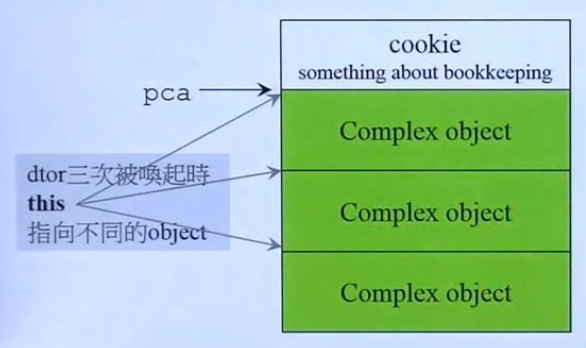 cookie
something about bookkeeping
pca
Complex object
dtor三次被喚起時
this
指向不同的object
Complex object
Complex object